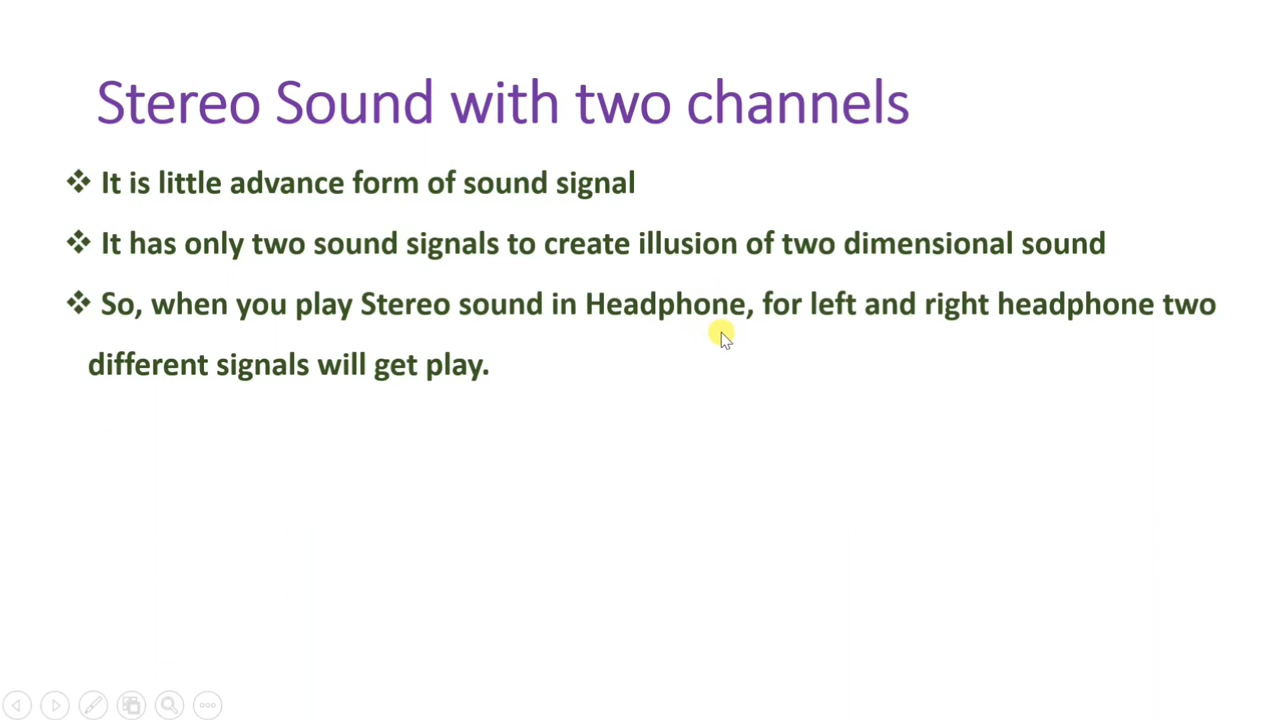 Stereo Sound with two channels
It is little advance form of sound signal
It has only two sound signals to create illusion of two dimensional sound
So, when you play Stereo sound in Headphone, for left and right headphone two
different signals will get play.